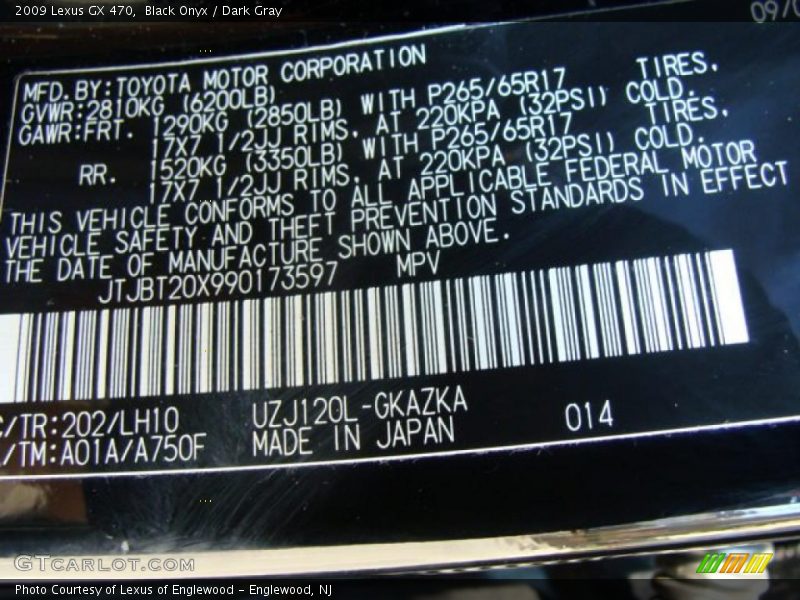 2009 Lexus GX 470, Black Onyx / Dark Gray
09/0
MFD.BY:TOYOTA MOTOR CORPORATION
GVWR:2810KG (6200LB)
GAWR:FRT. 1290KG (2850LB) WITH P265/65R17 TIRES,
17X7 1/2JJ RIMS, AT 220KPA (32PSI) COLD.
RR. 1520KG (3350LB) WITH P265/65R17 TIRES,
17X7 1/2JJ RIMS, AT 220KPA (32PSI) COLD.
THIS VEHICLE CONFORMS TO ALL APPLICABLE FEDERAL MOTOR
VEHICLE SAFETY AND THEFT PREVENTION STANDARDS IN EFFECT
THE DATE OF MANUFACTURE SHOWN ABOVE.
JTJBT20X990173597 MPV
C/TR:202/LH10 UZJ120L-GKAZKA 014
/TM:A01A/A750F MADE IN JAPAN
GTcarlot.com
Photo Courtesy of Lexus of Englewood – Englewood, NJ